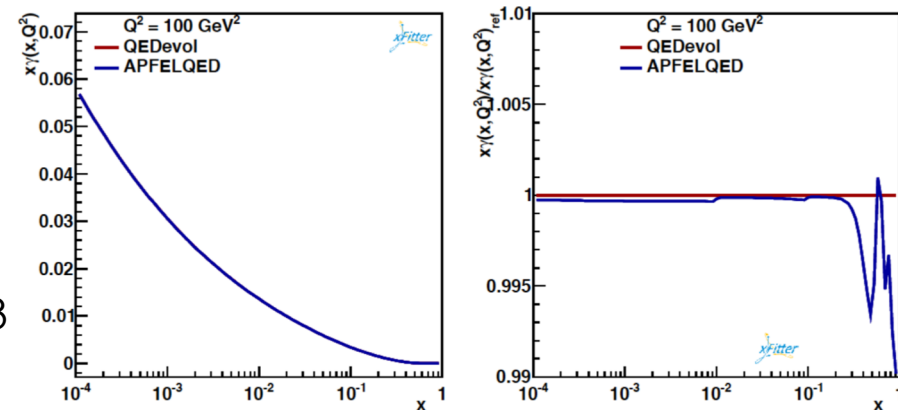 xγ(x,Q²)
Q² = 100 GeV²
QEDevol
APFELQED
xFitter
0.07
0.06
0.05
0.04
0.03
0.02
0.01
0
10⁻⁴ 10⁻³ 10⁻² 10⁻¹ 1
x
3
xγ(x,Q²)/xγ(x,Q²)ref
Q² = 100 GeV²
QEDevol
APFELQED
xFitter
1.01
1.005
1
0.995
0.99
10⁻⁴ 10⁻³ 10⁻² 10⁻¹ 1
x